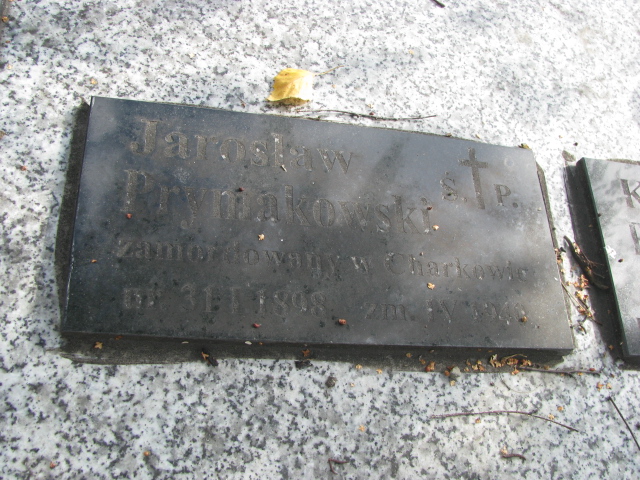 Jarosław
Prymakowski Ś. P.
zamordowany w Charkowie
ur. 31 I 1898 zm. IV
K